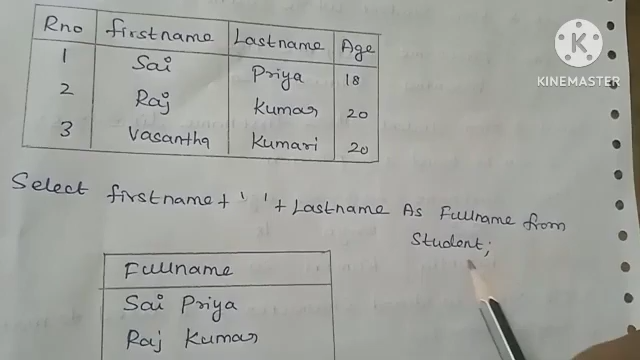 Rno firstname Lastname Age
1 Sai Priya 18
2 Raj Kumar 20
3 Vasantha Kumari 20
Select firstname + ' ' + Lastname As Fullname from
Student;
Fullname
Sai Priya
Raj Kumar
K
KINEMASTER